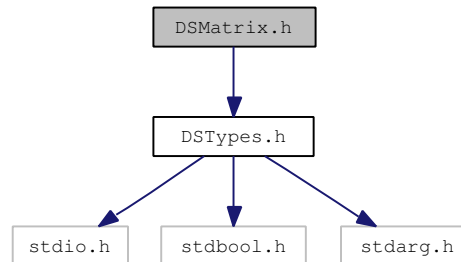 DSMatrix.h
DSTypes.h
stdio.h
stdbool.h
stdarg.h